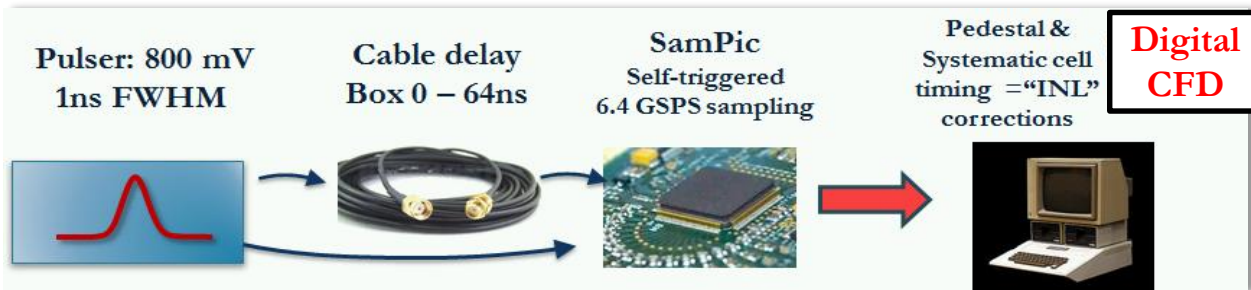 Pulser: 800 mV
1ns FWHM
Cable delay
Box 0 – 64ns
SamPic
Self-triggered
6.4 GSPS sampling
Pedestal &
Systematic cell
timing =“INL”
corrections
Digital
CFD